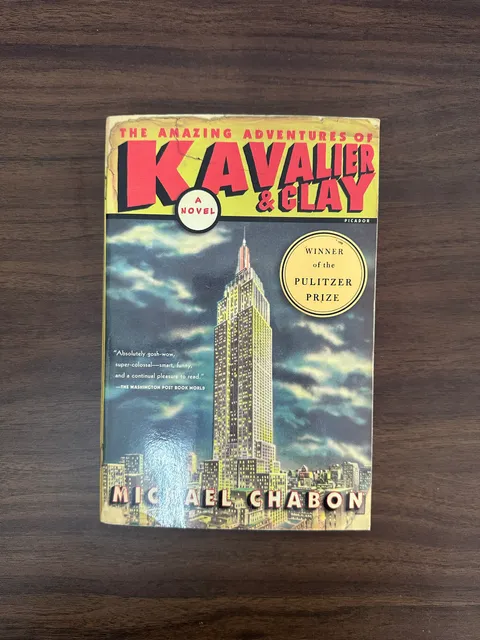 THE AMAZING ADVENTURES OF
KAVALIER
& CLAY
A
NOVEL
PICADOR
WINNER
of the
PULITZER
PRIZE
"Absolutely gosh-wow,
super-colossal—smart, funny,
and a continual pleasure to read."
—THE WASHINGTON POST BOOK WORLD
MICHAEL CHABON